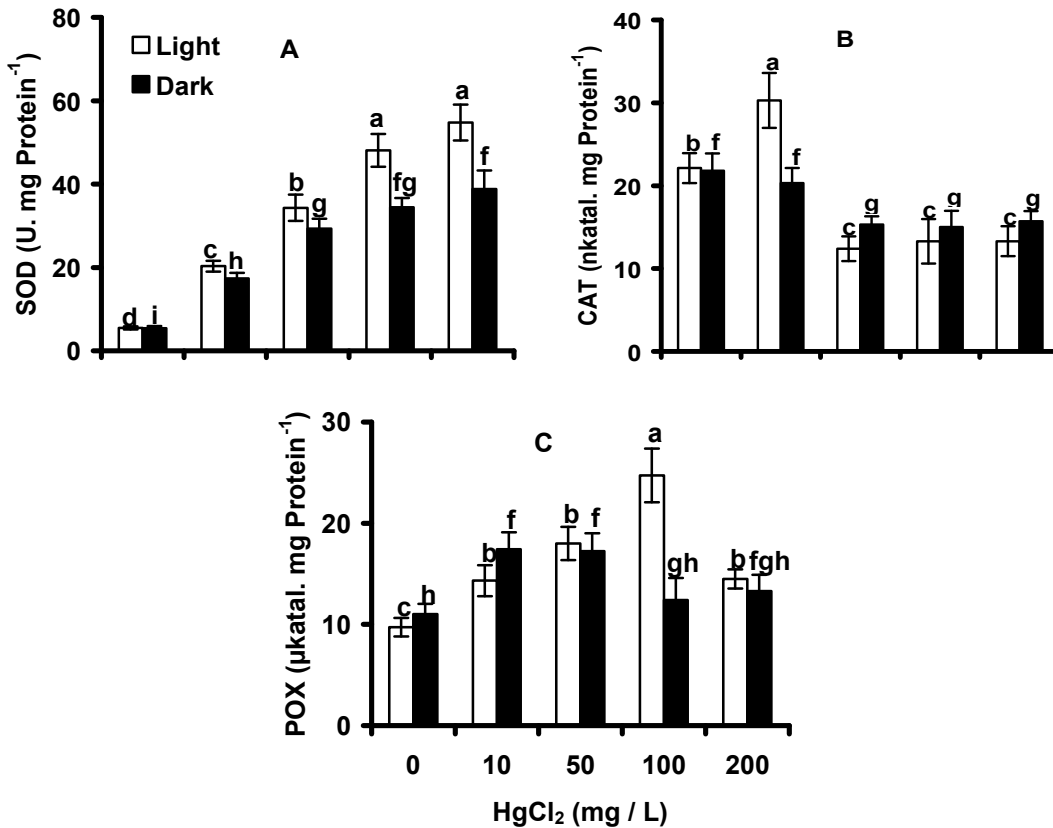 A
Light
Dark
SOD (U. mg Protein⁻¹)
80
60
40
20
0
d i
c h
b g
a fg
a f
B
CAT (nkatal. mg Protein⁻¹)
40
30
20
10
0
b f
a f
c g
c g
c g
C
POX (µkatal. mg Protein⁻¹)
30
20
10
0
c h
b f
b f
a gh
b fgh
0 10 50 100 200
HgCl₂ (mg / L)